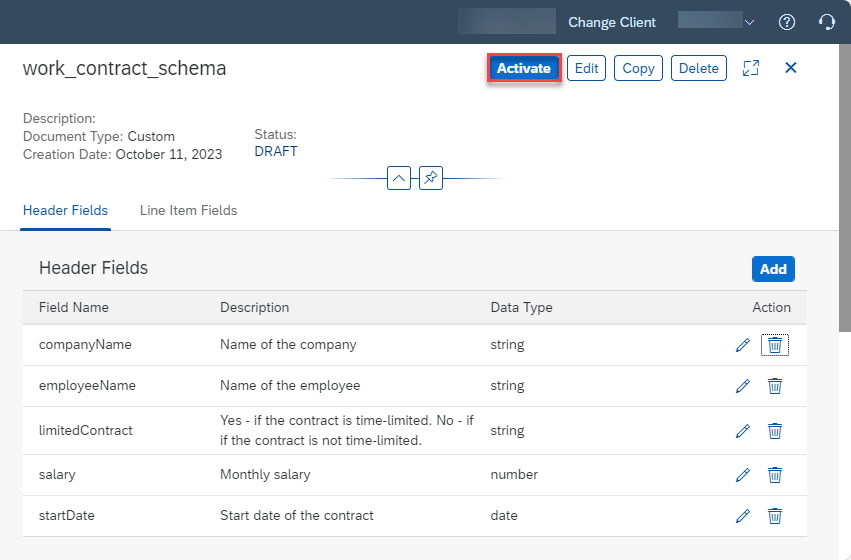 Change Client
work_contract_schema
Activate Edit Copy Delete
Description:
Document Type: Custom
Creation Date: October 11, 2023
Status:
DRAFT
Header Fields Line Item Fields
Header Fields
Add
Field Name Description Data Type Action
companyName Name of the company string
employeeName Name of the employee string
limitedContract Yes - if the contract is time-limited. No - if
if the contract is not time-limited. string
salary Monthly salary number
startDate Start date of the contract date